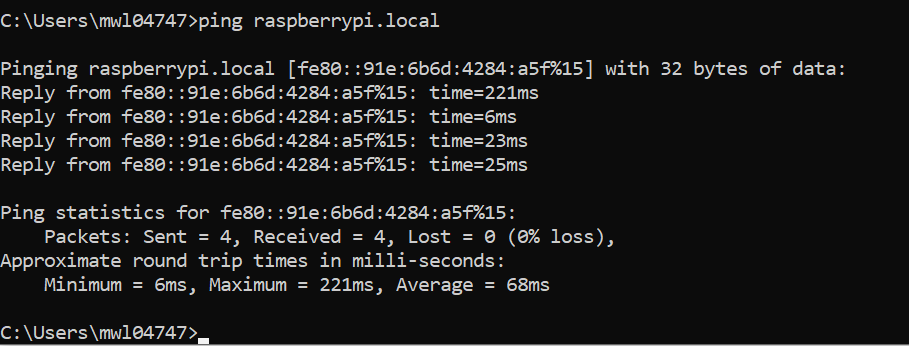 C:\Users\mwl04747>ping raspberrypi.local
Pinging raspberrypi.local [fe80::91e:6b6d:4284:a5f%15] with 32 bytes of data:
Reply from fe80::91e:6b6d:4284:a5f%15: time=221ms
Reply from fe80::91e:6b6d:4284:a5f%15: time=6ms
Reply from fe80::91e:6b6d:4284:a5f%15: time=23ms
Reply from fe80::91e:6b6d:4284:a5f%15: time=25ms
Ping statistics for fe80::91e:6b6d:4284:a5f%15:
    Packets: Sent = 4, Received = 4, Lost = 0 (0% loss),
Approximate round trip times in milli-seconds:
    Minimum = 6ms, Maximum = 221ms, Average = 68ms
C:\Users\mwl04747>